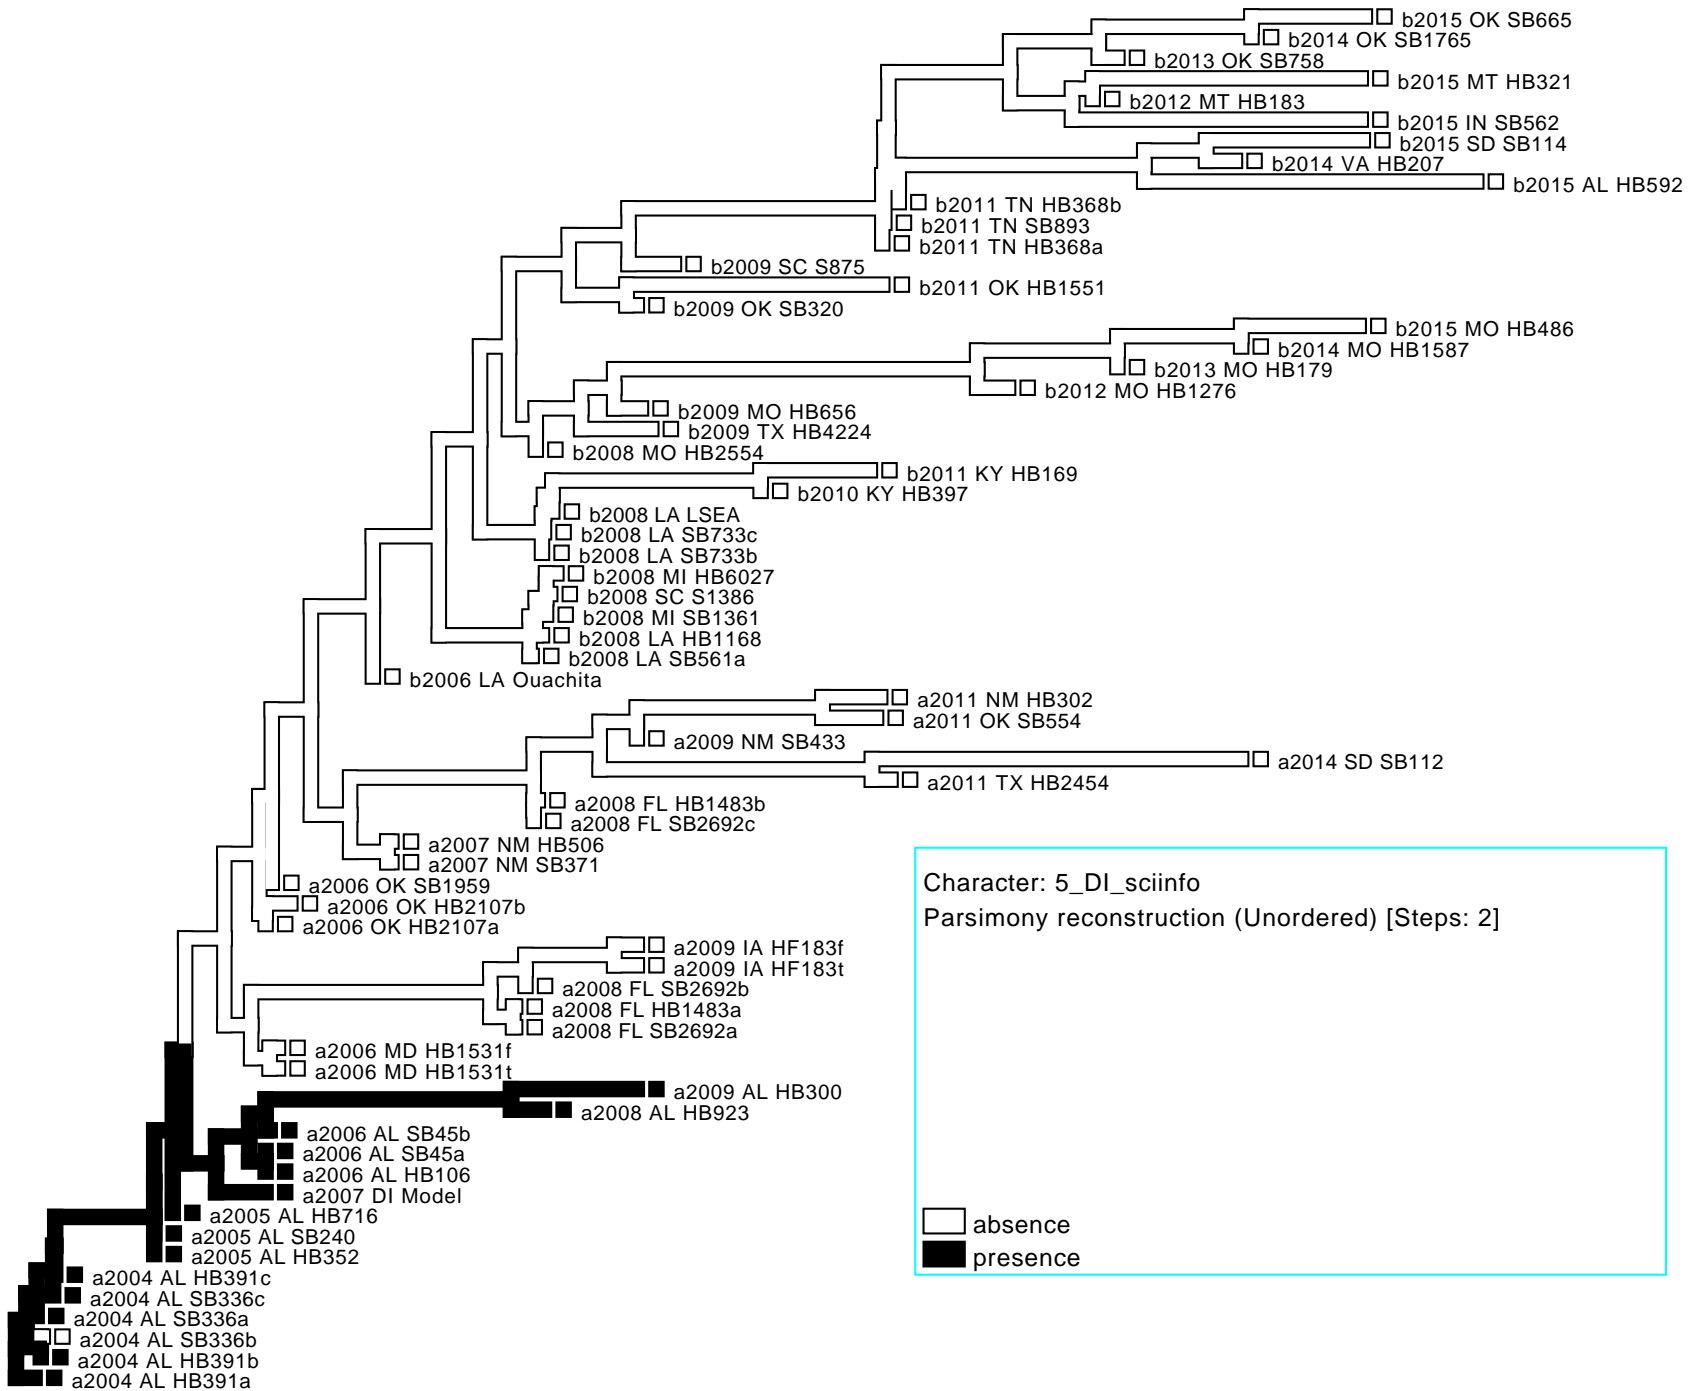 b2015 OK SB665
b2014 OK SB1765
b2013 OK SB758
b2015 MT HB321
b2012 MT HB183
b2015 IN SB562
b2015 SD SB114
b2014 VA HB207
b2015 AL HB592
b2011 TN HB368b
b2011 TN SB893
b2011 TN HB368a
b2009 SC S875
b2011 OK HB1551
b2009 OK SB320
b2015 MO HB486
b2014 MO HB1587
b2013 MO HB179
b2012 MO HB1276
b2009 MO HB656
b2009 TX HB4224
b2008 MO HB2554
b2011 KY HB169
b2010 KY HB397
b2008 LA LSEA
b2008 LA SB733c
b2008 LA SB733b
b2008 MI HB6027
b2008 SC S1386
b2008 MI SB1361
b2008 LA HB1168
b2008 LA SB561a
b2006 LA Ouachita
a2011 NM HB302
a2011 OK SB554
a2009 NM SB433
a2014 SD SB112
a2011 TX HB2454
a2008 FL HB1483b
a2008 FL SB2692c
a2007 NM HB506
a2007 NM SB371
a2006 OK SB1959
a2006 OK HB2107b
a2006 OK HB2107a
a2009 IA HF183f
a2009 IA HF183t
a2008 FL SB2692b
a2008 FL HB1483a
a2008 FL SB2692a
a2006 MD HB1531f
a2006 MD HB1531t
a2009 AL HB300
a2008 AL HB923
a2006 AL SB45b
a2006 AL SB45a
a2006 AL HB106
a2007 DI Model
a2005 AL HB716
a2005 AL SB240
a2005 AL HB352
a2004 AL HB391c
a2004 AL SB336c
a2004 AL SB336a
a2004 AL SB336b
a2004 AL HB391b
a2004 AL HB391a
Character: 5_DI_sciinfo
Parsimony reconstruction (Unordered) [Steps: 2]
absence
presence